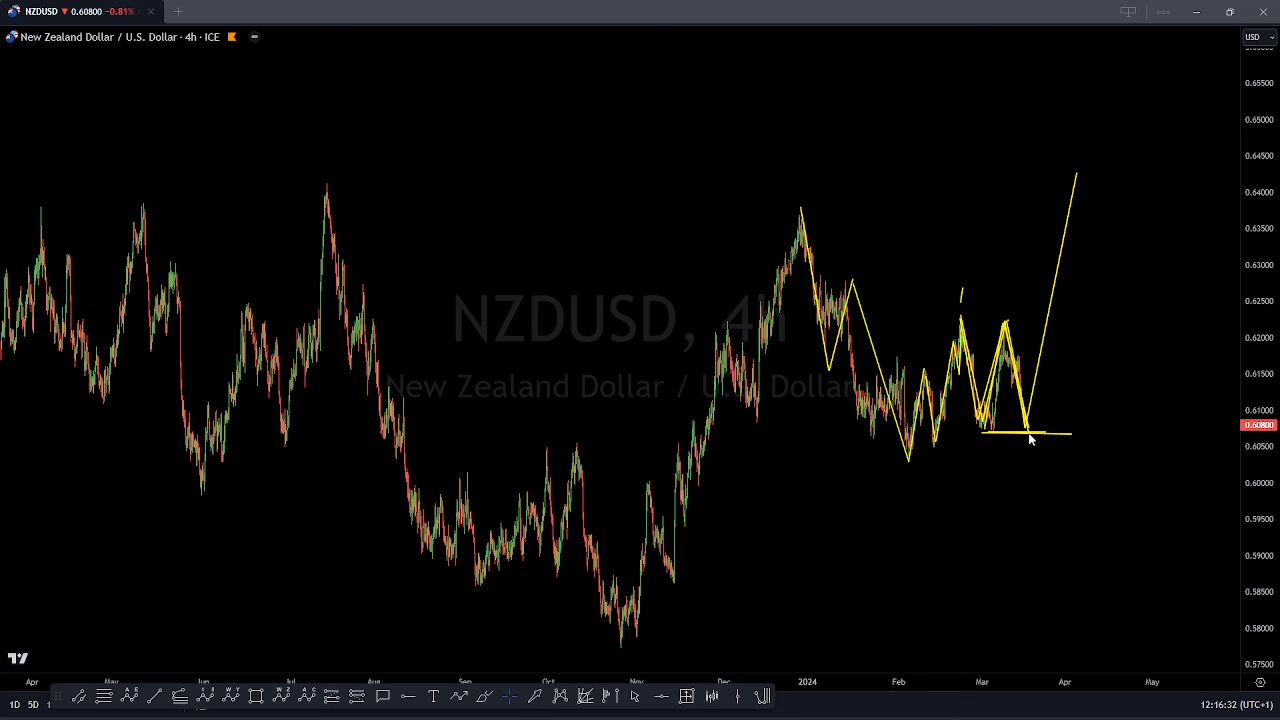 NZDUSD ▼ 0.60800 −0.81%
New Zealand Dollar / U.S. Dollar · 4h · ICE
USD
0.65500
0.65000
0.64500
0.64000
0.63500
0.63000
0.62500
0.62000
0.61500
0.61000
0.60800
0.60500
0.60000
0.59500
0.59000
0.58500
0.58000
0.57500
NZDUSD, 4h
New Zealand Dollar / U.S. Dollar
Apr May Jun Jul Aug Sep Oct Nov Dec 2024 Feb Mar Apr May
1D 5D
12:16:32 (UTC+1)